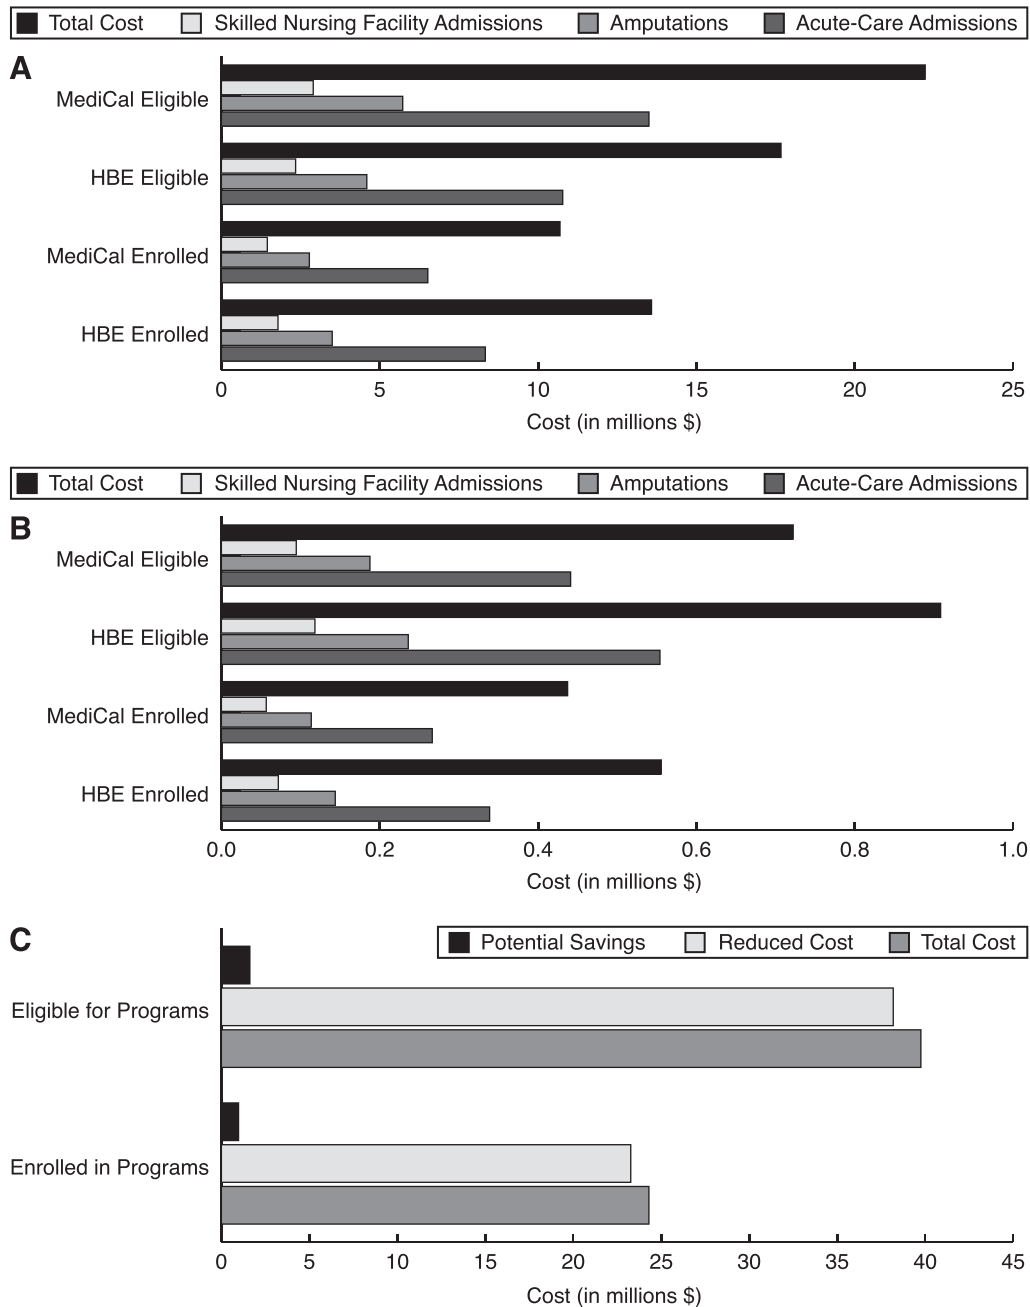 Total Cost Skilled Nursing Facility Admissions Amputations Acute-Care Admissions
A
MediCal Eligible
HBE Eligible
MediCal Enrolled
HBE Enrolled
0 5 10 15 20 25
Cost (in millions $)
Total Cost Skilled Nursing Facility Admissions Amputations Acute-Care Admissions
B
MediCal Eligible
HBE Eligible
MediCal Enrolled
HBE Enrolled
0.0 0.2 0.4 0.6 0.8 1.0
Cost (in millions $)
C
Potential Savings Reduced Cost Total Cost
Eligible for Programs
Enrolled in Programs
0 5 10 15 20 25 30 35 40 45
Cost (in millions $)